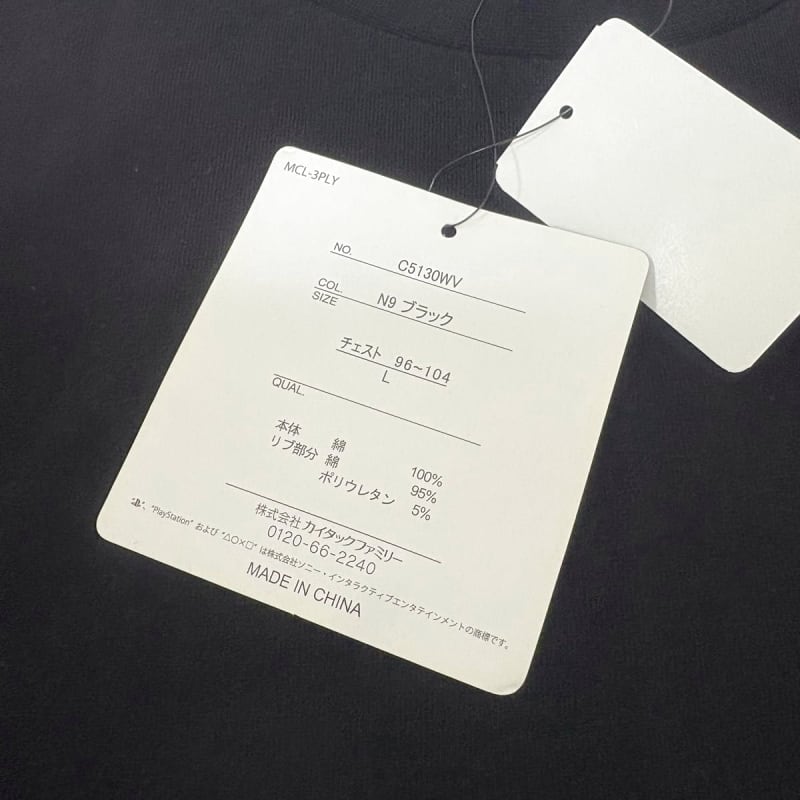 MCL-3PLY
NO. C5130WV
COL. N9 ブラック
SIZE
チェスト 96~104
L
QUAL.
本体 綿 100%
リブ部分 綿 95%
ポリウレタン 5%
株式会社 カイタックファミリー
0120-66-2240
"、"PlayStation" および "△○×□" は株式会社ソニー・インタラクティブエンタテインメントの商標です。
MADE IN CHINA